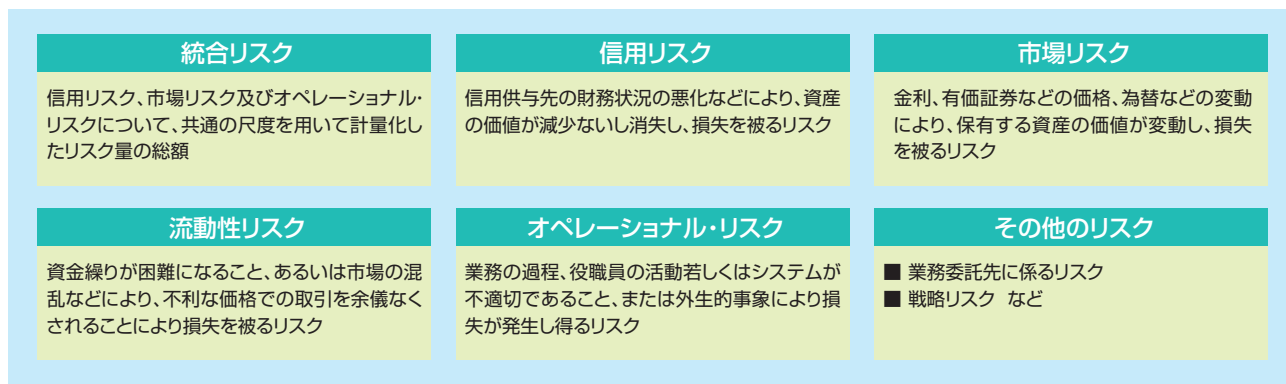 統合リスク
信用リスク、市場リスク及びオペレーショナル・
リスクについて、共通の尺度を用いて計量化し
たリスク量の総額
信用リスク
信用供与先の財務状況の悪化などにより、資産
の価値が減少ないし消失し、損失を被るリスク
市場リスク
金利、有価証券などの価格、為替などの変動
により、保有する資産の価値が変動し、損失
を被るリスク
流動性リスク
資金繰りが困難になること、あるいは市場の混
乱などにより、不利な価格での取引を余儀なく
されることにより損失を被るリスク
オペレーショナル・リスク
業務の過程、役職員の活動若しくはシステムが
不適切であること、または外生的事象により損
失が発生し得るリスク
その他のリスク
■ 業務委託先に係るリスク
■ 戦略リスク など